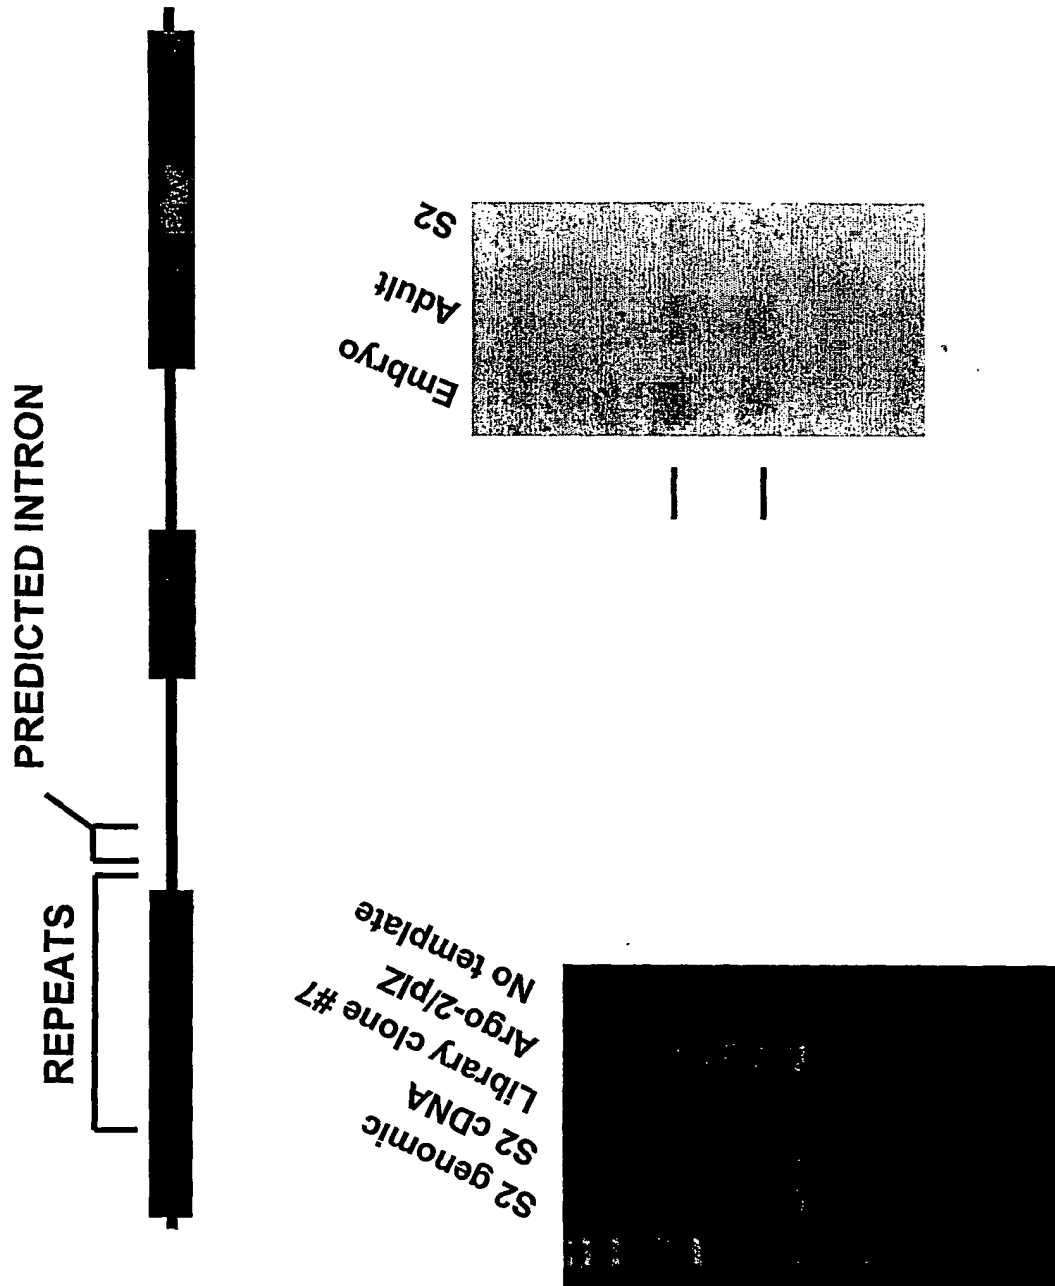 PREDICTED INTRON
REPEATS
S2
Adult
Embryo
No template
Argo-2/pIZ
Library clone #7
S2 cDNA
S2 genomic